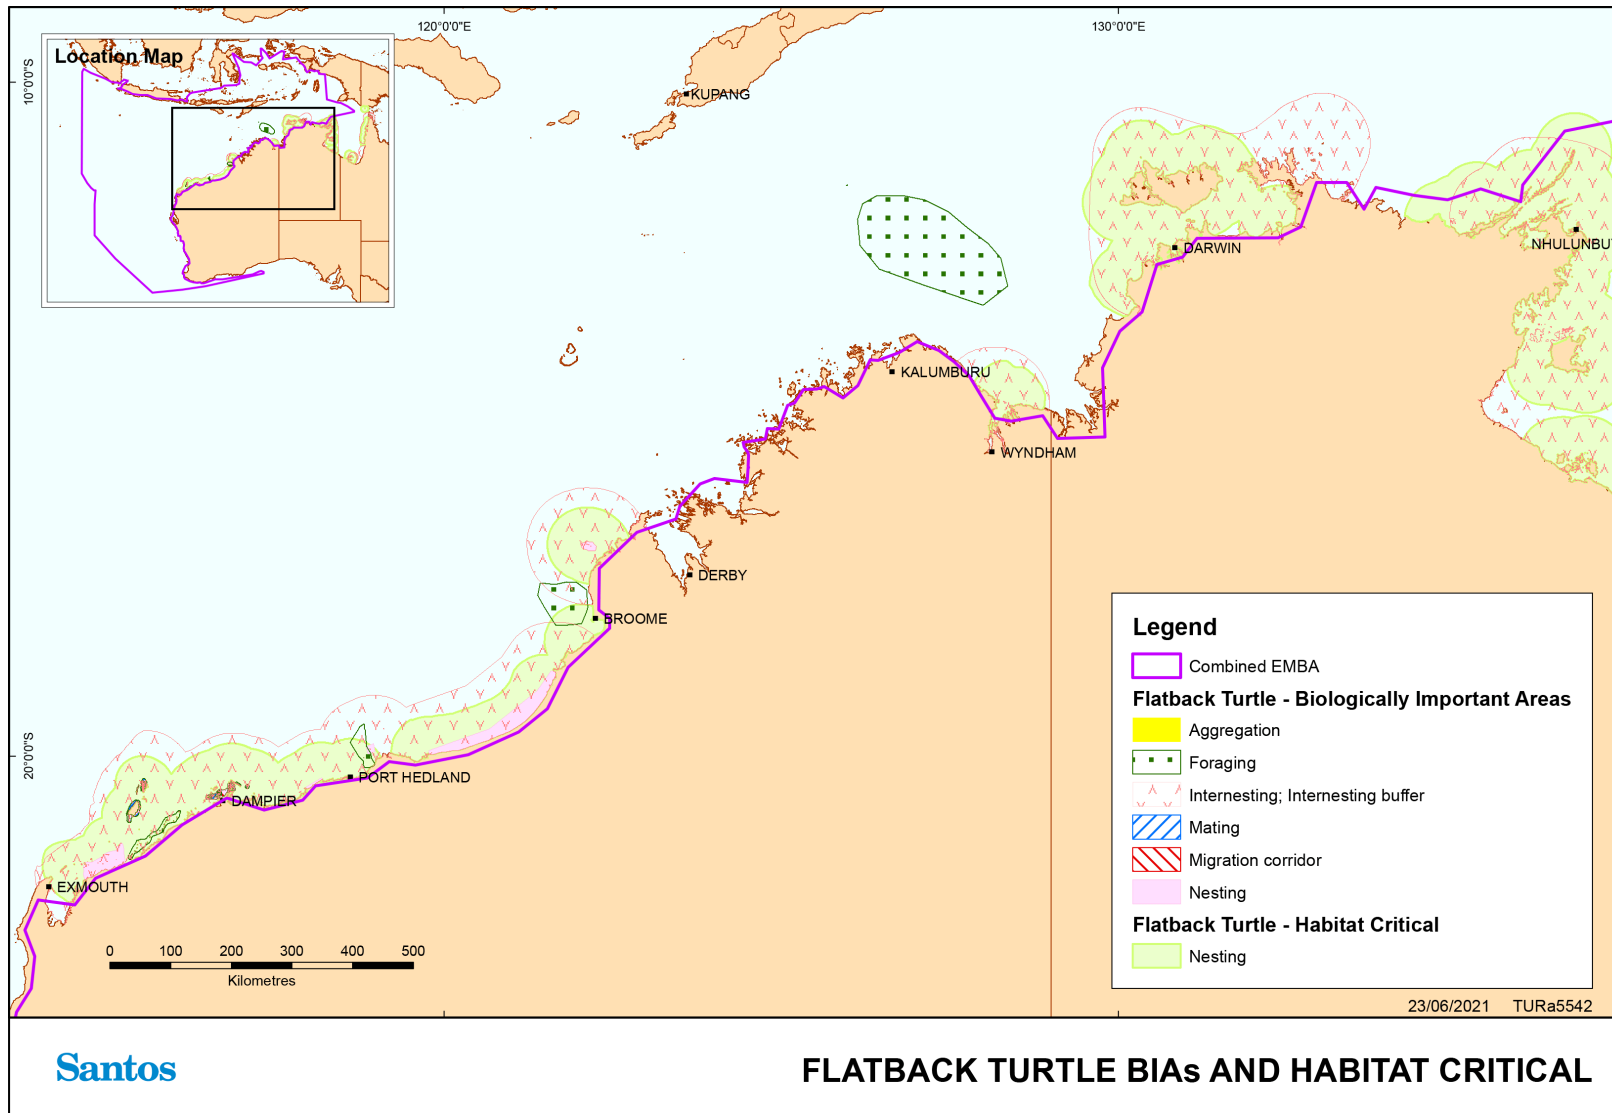 120°0'0"E
130°0'0"E
Location Map
10°0'0"S
KUPANG
DARWIN
NHULUNBU
KALUMBURU
WYNDHAM
DERBY
BROOME
20°0'0"S
PORT HEDLAND
DAMPIER
EXMOUTH
0 100 200 300 400 500
Kilometres
Legend
Combined EMBA
Flatback Turtle - Biologically Important Areas
Aggregation
Foraging
Internesting; Internesting buffer
Mating
Migration corridor
Nesting
Flatback Turtle - Habitat Critical
Nesting
23/06/2021 TURa5542
Santos
FLATBACK TURTLE BIAs AND HABITAT CRITICAL